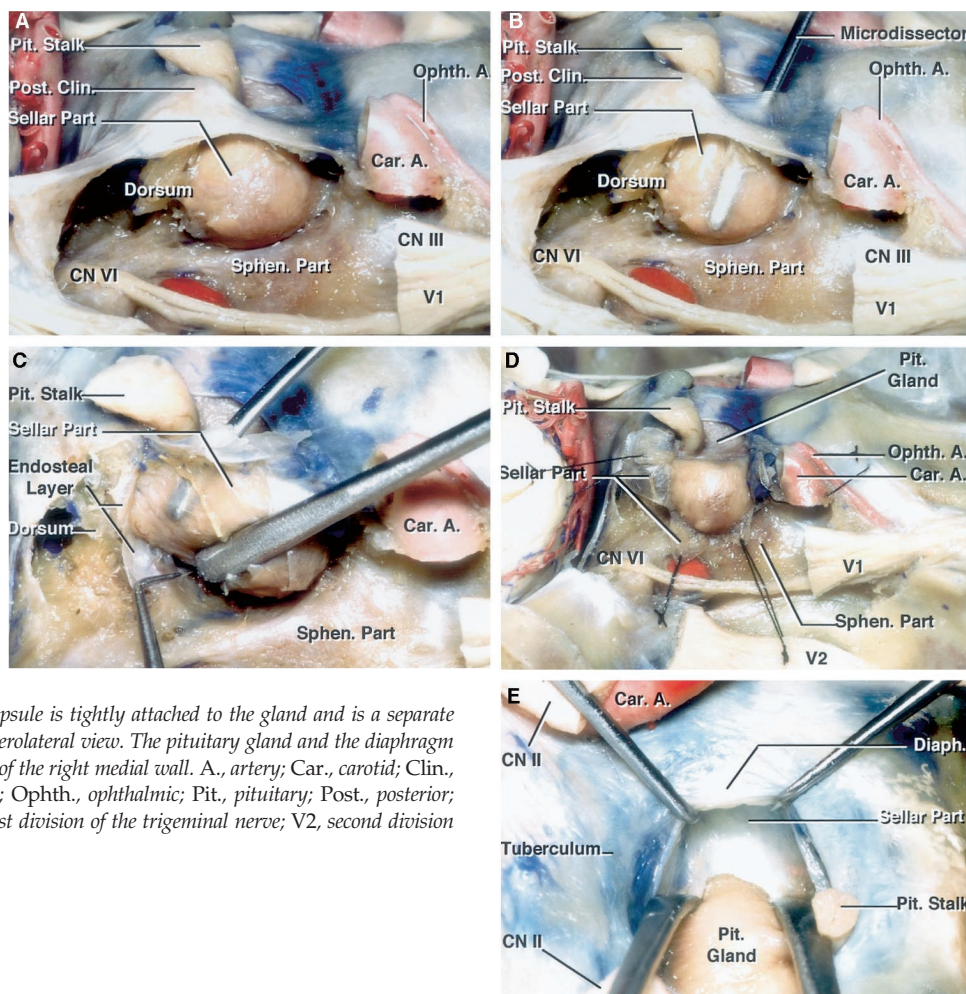 A
Pit. Stalk
Post. Clin.
Sellar Part
Ophth. A.
Car. A.
Dorsum
CN III
Sphen. Part
CN VI
V1
B
Microdissector
Pit. Stalk
Ophth. A.
Post. Clin.
Sellar Part
Dorsum
Car. A.
CN VI
CN III
Sphen. Part
V1
C
Pit. Stalk
Sellar Part
Endosteal
Layer
Dorsum
Car. A.
Sphen. Part
D
Pit.
Gland
Pit. Stalk
Ophth. A.
Sellar Part
Car. A.
CN VI
V1
Sphen. Part
V2
psule is tightly attached to the gland and is a separate
erolateral view. The pituitary gland and the diaphragm
of the right medial wall. A., artery; Car., carotid; Clin.,
; Ophth., ophthalmic; Pit., pituitary; Post., posterior;
st division of the trigeminal nerve; V2, second division
E
Car. A.
CN II
Diaph.
Sellar Part
Tuberculum
Pit. Stalk
CN II
Pit.
Gland